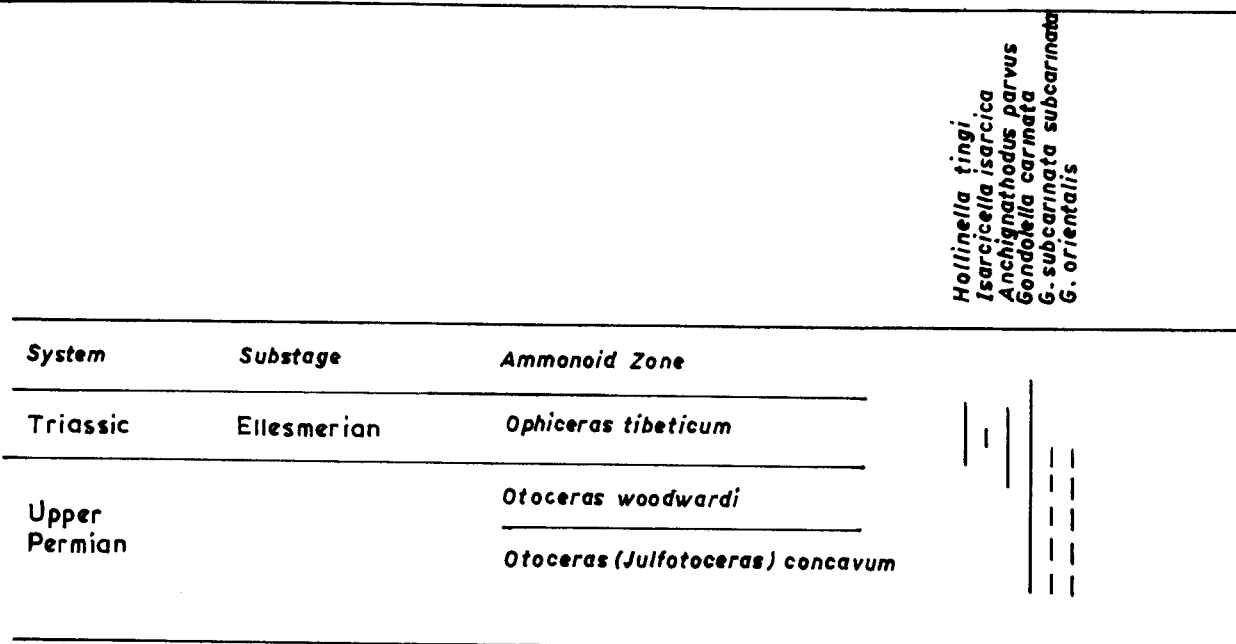 Hollinella tingi
Isarcicella isarcica
Anchignathodus parvus
Gondolella carinata
G. subcarinata subcarinata
G. orientalis
System Substage Ammonoid Zone
Triassic Ellesmerian Ophiceras tibeticum
Upper
Permian
Otoceras woodwardi
Otoceras (Julfotoceras) concavum